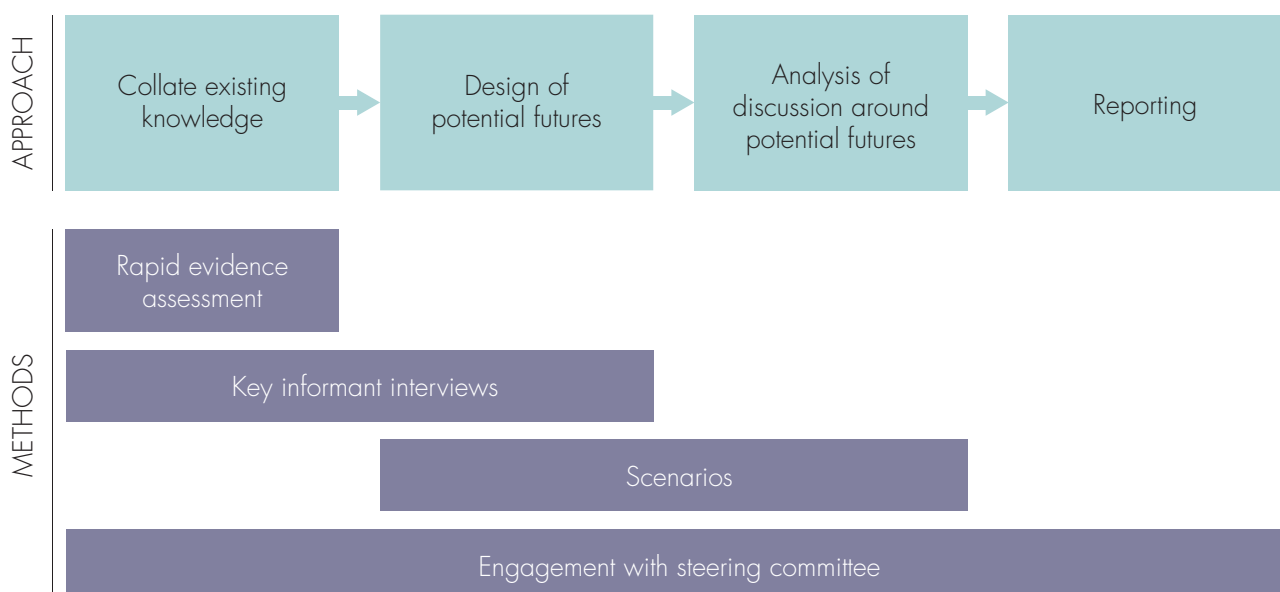 APPROACH
Collate existing
knowledge
Design of
potential futures
Analysis of
discussion around
potential futures
Reporting
METHODS
Rapid evidence
assessment
Key informant interviews
Scenarios
Engagement with steering committee